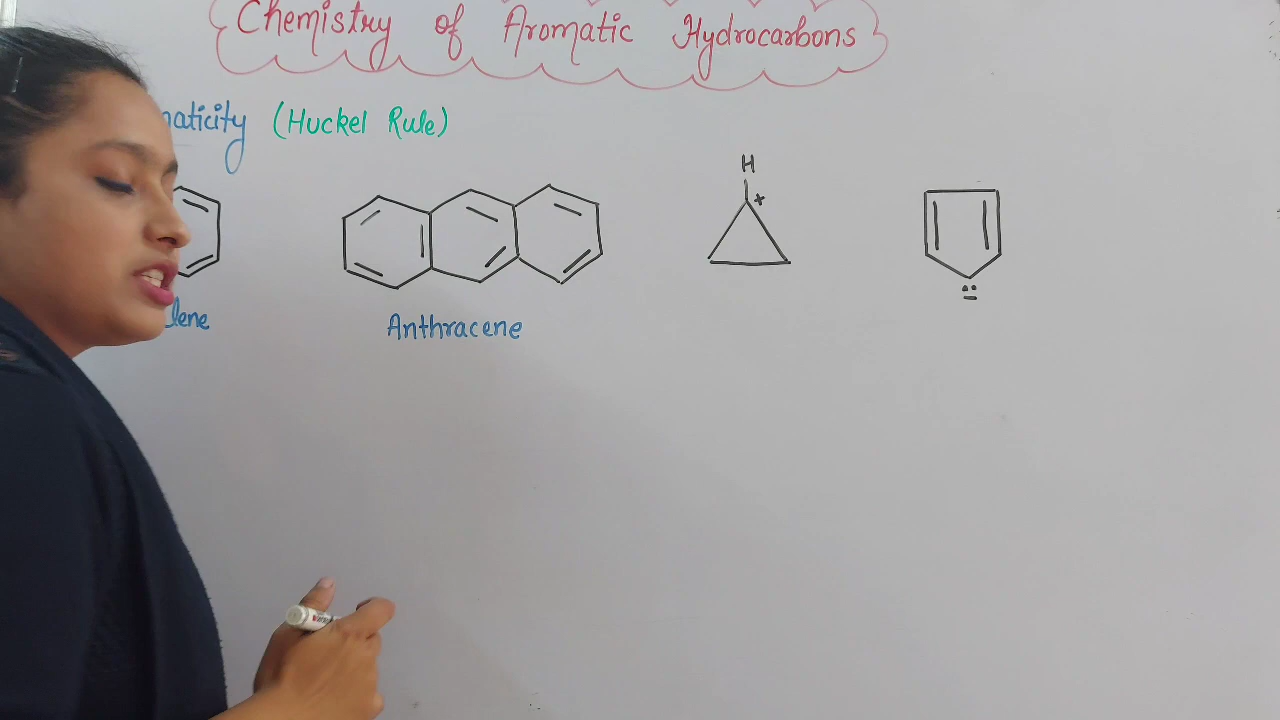 Chemistry of Aromatic Hydrocarbons
(Huckel Rule)
H
+
Anthracene